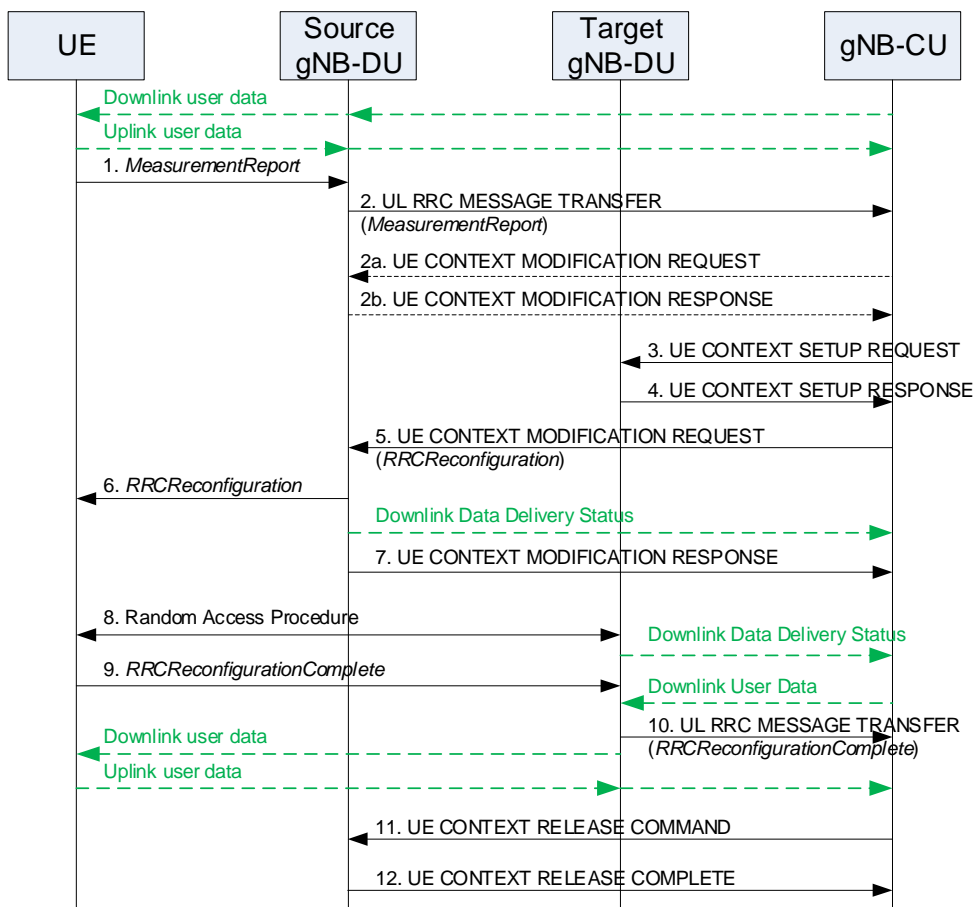 UE
Source
gNB-DU
Target
gNB-DU
gNB-CU
Downlink user data
Uplink user data
1. MeasurementReport
2. UL RRC MESSAGE TRANSFER
(MeasurementReport)
2a. UE CONTEXT MODIFICATION REQUEST
2b. UE CONTEXT MODIFICATION RESPONSE
3. UE CONTEXT SETUP REQUEST
4. UE CONTEXT SETUP RESPONSE
5. UE CONTEXT MODIFICATION REQUEST
(RRCReconfiguration)
6. RRCReconfiguration
Downlink Data Delivery Status
7. UE CONTEXT MODIFICATION RESPONSE
8. Random Access Procedure
Downlink Data Delivery Status
9. RRCReconfigurationComplete
Downlink User Data
10. UL RRC MESSAGE TRANSFER
(RRCReconfigurationComplete)
Downlink user data
Uplink user data
11. UE CONTEXT RELEASE COMMAND
12. UE CONTEXT RELEASE COMPLETE